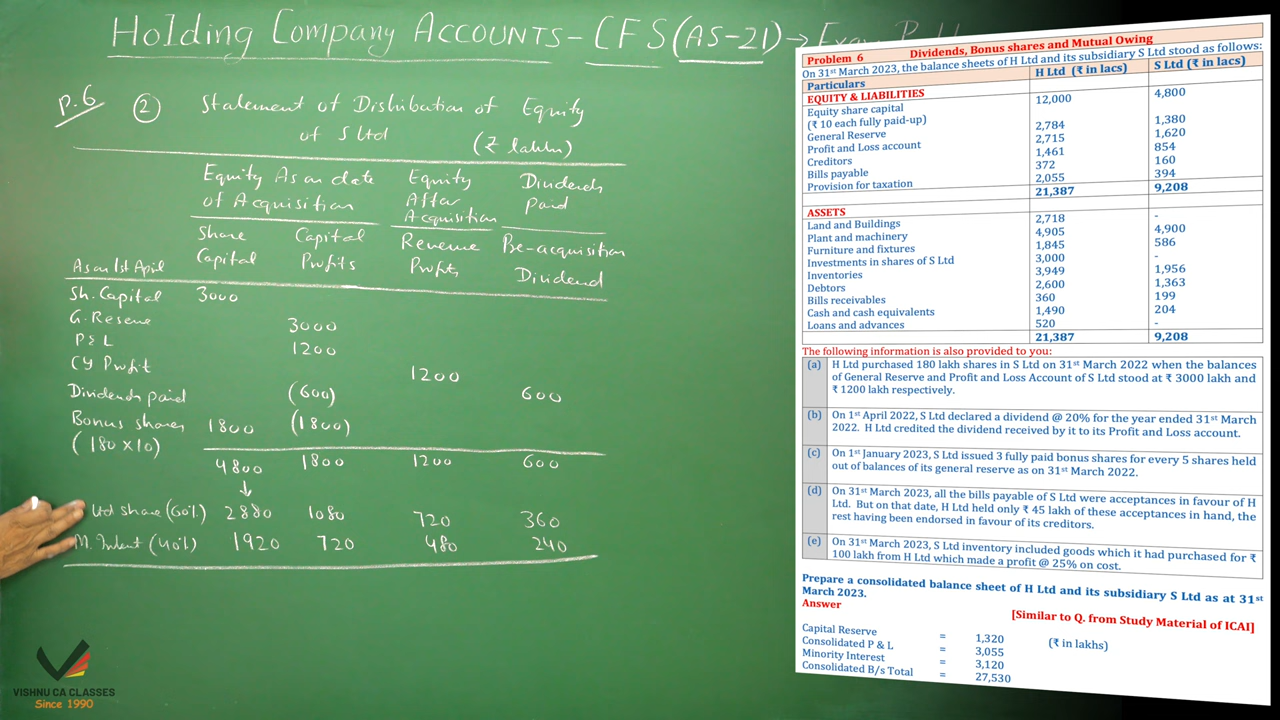 Holding Company Accounts - CFS (AS-21) → Exam
P.6 (2) Statement of Distribution of Equity
of S Ltd
(₹ lakhs)
Equity As on date of Acquisition
Equity After Acquisition
Dividends Paid
Share Capital
Capital Profits
Revenue Profits
Pre-acquisition Dividend
As on 1st April
Sh. Capital 3000
G. Reserve 3000
P & L 1200
CY Profit 1200
Dividends paid (600) 600
Bonus shares 1800 (1800)
(180 x 10)
4800 1800 1200 600
↓
Ltd share (60%) 2880 1080 720 360
M. Interest (40%) 1920 720 480 240
VISHNU CA CLASSES
Since 1990
Problem 6 Dividends, Bonus shares and Mutual Owing
On 31st March 2023, the balance sheets of H Ltd and its subsidiary S Ltd stood as follows:
Particulars H Ltd (₹ in lacs) S Ltd (₹ in lacs)
EQUITY & LIABILITIES
Equity share capital 12,000 4,800
(₹ 10 each fully paid-up)
General Reserve 2,784 1,380
Profit and Loss account 2,715 1,620
Creditors 1,461 854
Bills payable 372 160
Provision for taxation 2,055 394
21,387 9,208
ASSETS
Land and Buildings 2,718 -
Plant and machinery 4,905 4,900
Furniture and fixtures 1,845 586
Investments in shares of S Ltd 3,000 -
Inventories 3,949 1,956
Debtors 2,600 1,363
Bills receivables 360 199
Cash and cash equivalents 1,490 204
Loans and advances 520 -
21,387 9,208
The following information is also provided to you:
(a) H Ltd purchased 180 lakh shares in S Ltd on 31st March 2022 when the balances
of General Reserve and Profit and Loss Account of S Ltd stood at ₹ 3000 lakh and
₹ 1200 lakh respectively.
(b) On 1st April 2022, S Ltd declared a dividend @ 20% for the year ended 31st March
2022. H Ltd credited the dividend received by it to its Profit and Loss account.
(c) On 1st January 2023, S Ltd issued 3 fully paid bonus shares for every 5 shares held
out of balances of its general reserve as on 31st March 2022.
(d) On 31st March 2023, all the bills payable of S Ltd were acceptances in favour of H
Ltd. But on that date, H Ltd held only ₹ 45 lakh of these acceptances in hand, the
rest having been endorsed in favour of its creditors.
(e) On 31st March 2023, S Ltd inventory included goods which it had purchased for ₹
100 lakh from H Ltd which made a profit @ 25% on cost.
Prepare a consolidated balance sheet of H Ltd and its subsidiary S Ltd as at 31st
March 2023.
Answer [Similar to Q. from Study Material of ICAI]
Capital Reserve = 1,320 (₹ in lakhs)
Consolidated P & L = 3,055
Minority Interest = 3,120
Consolidated B/s Total = 27,530